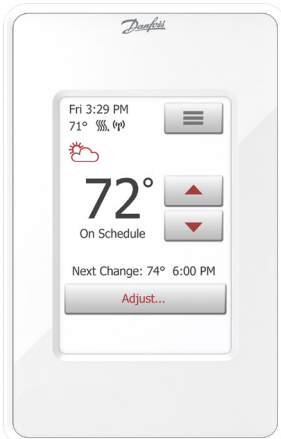 Danfoss
Fri 3:29 PM
71°
72°
On Schedule
Next Change: 74° 6:00 PM
Adjust...